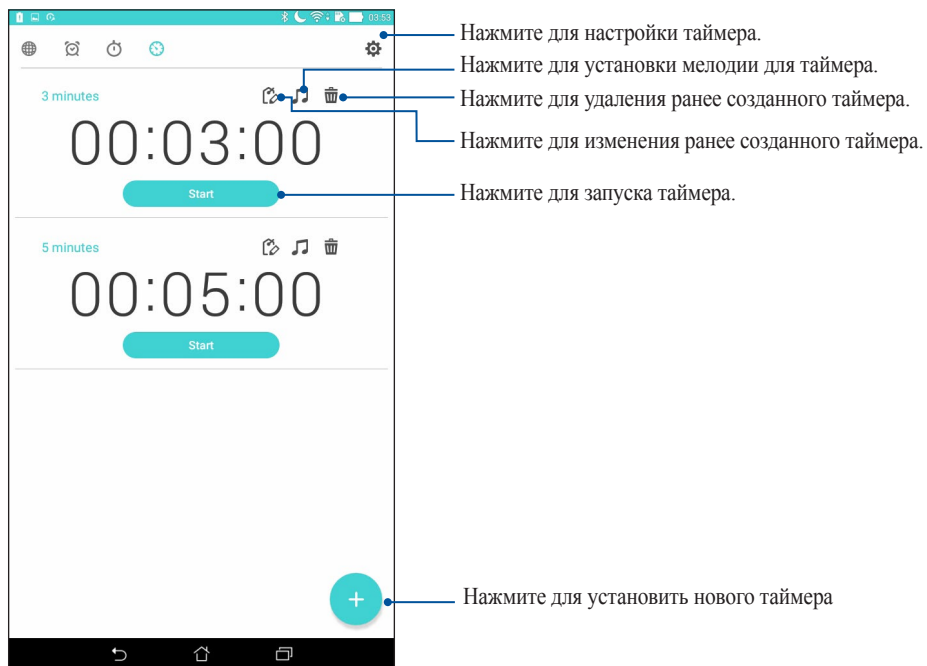 03:53
Нажмите для настройки таймера.
Нажмите для установки мелодии для таймера.
3 minutes
Нажмите для удаления ранее созданного таймера.
00:03:00
Нажмите для изменения ранее созданного таймера.
Start
Нажмите для запуска таймера.
5 minutes
00:05:00
Start
+
Нажмите для установить нового таймера